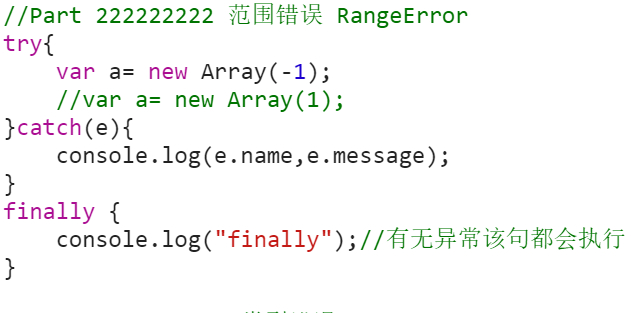 //Part 222222222 范围错误 RangeError
try{
    var a= new Array(-1);
    //var a= new Array(1);
}catch(e){
    console.log(e.name,e.message);
}
finally {
    console.log("finally");//有无异常该句都会执行
}